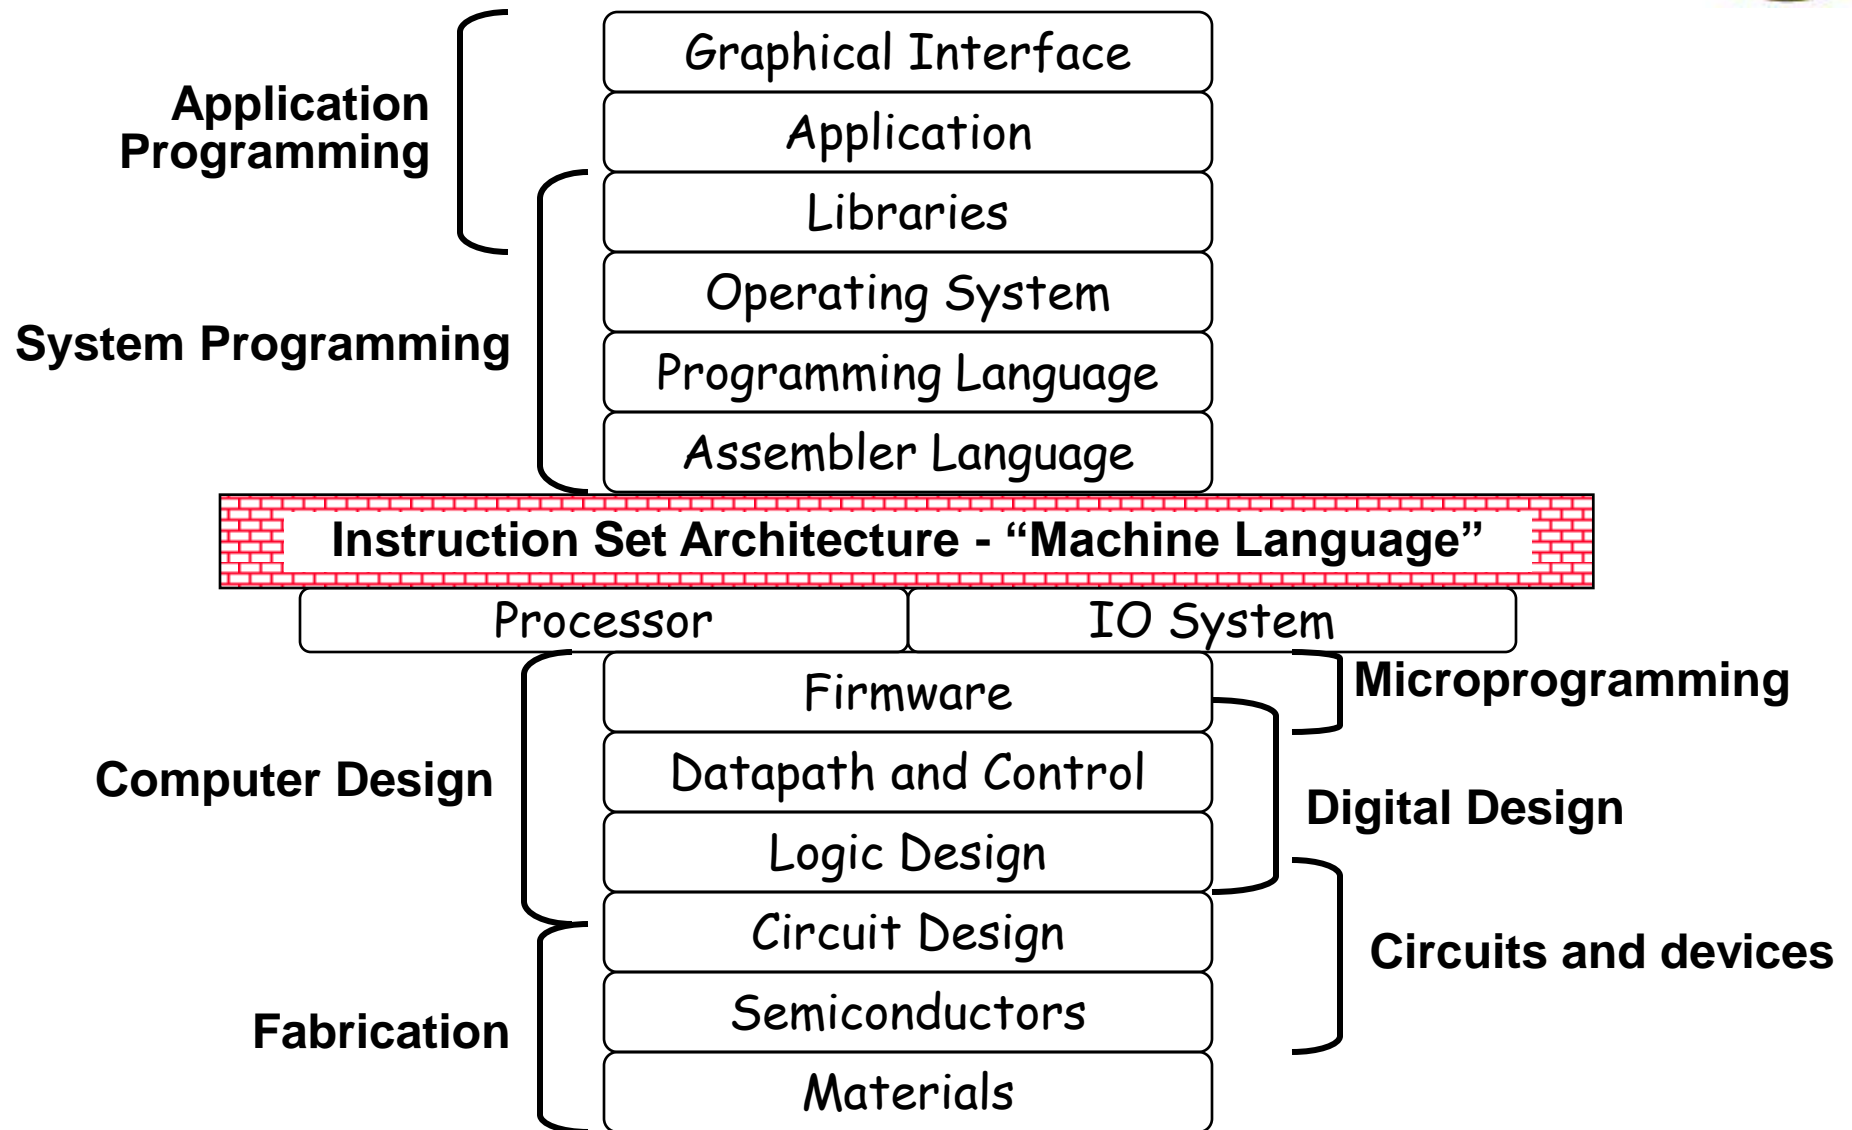 Graphical Interface
Application
Programming
Application
Libraries
Operating System
System Programming
Programming Language
Assembler Language
Instruction Set Architecture - “Machine Language”
Processor
IO System
Firmware
Microprogramming
Computer Design
Datapath and Control
Digital Design
Logic Design
Circuit Design
Circuits and devices
Semiconductors
Fabrication
Materials